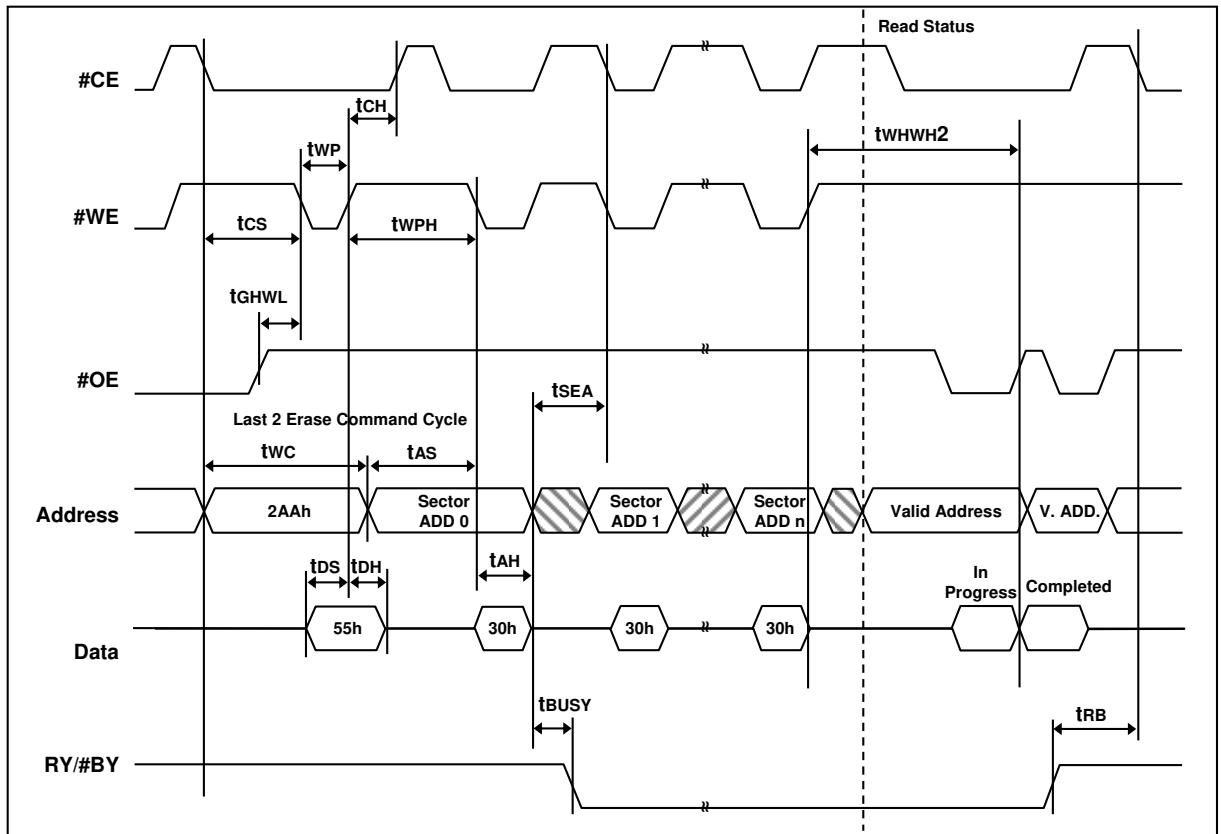 Read Status
#CE
tCH
tWHWH2
tWP
#WE
tCS
tWPH
tGHWL
#OE
tSEA
Last 2 Erase Command Cycle
tWC
tAS
Address
2AAh
Sector
ADD 0
Sector
ADD 1
Sector
ADD n
Valid Address
V. ADD.
tDS
tDH
tAH
In
Progress
Completed
Data
55h
30h
30h
30h
tBUSY
tRB
RY/#BY